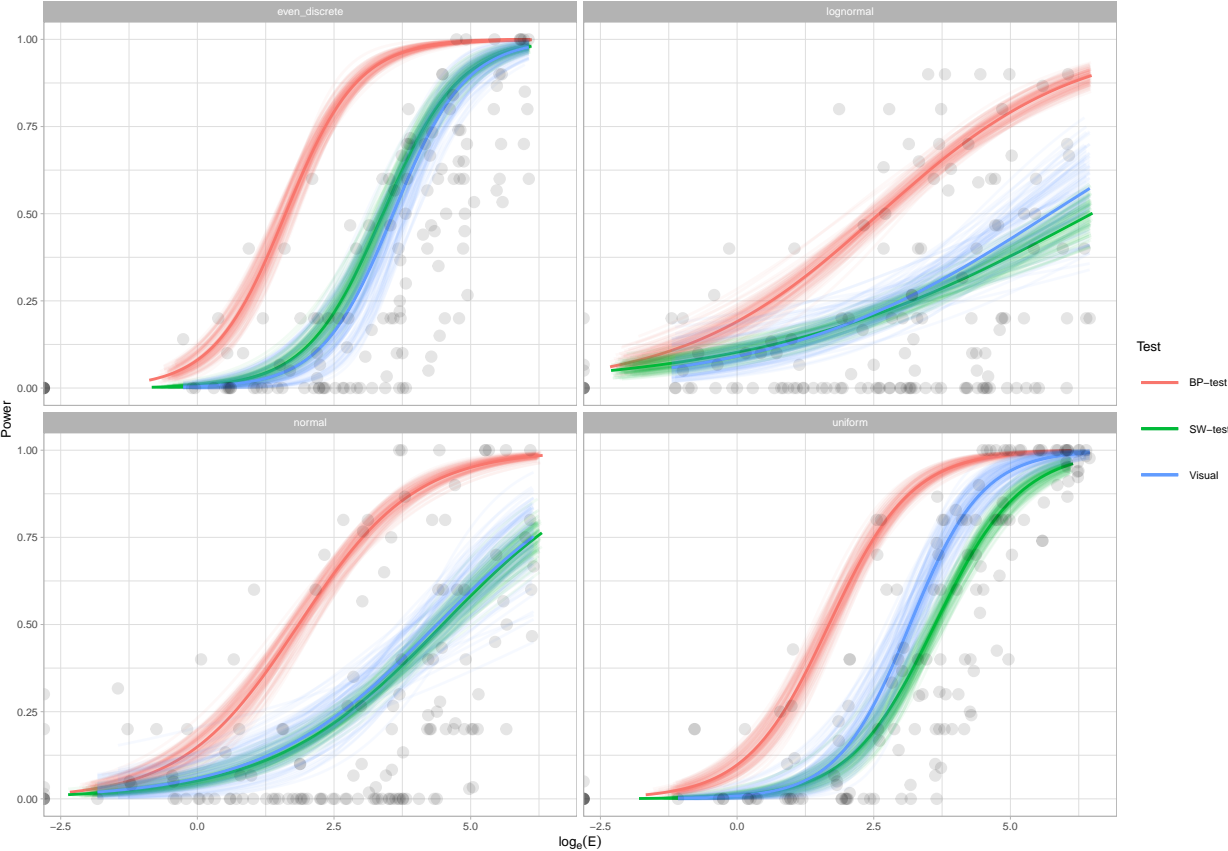 even_discrete
lognormal
1.00
0.75
0.50
0.25
0.00
normal
uniform
1.00
0.75
0.50
0.25
0.00
−2.5 0.0 2.5 5.0
−2.5 0.0 2.5 5.0
Power
logₑ(E)
Test
BP−test
SW−test
Visual